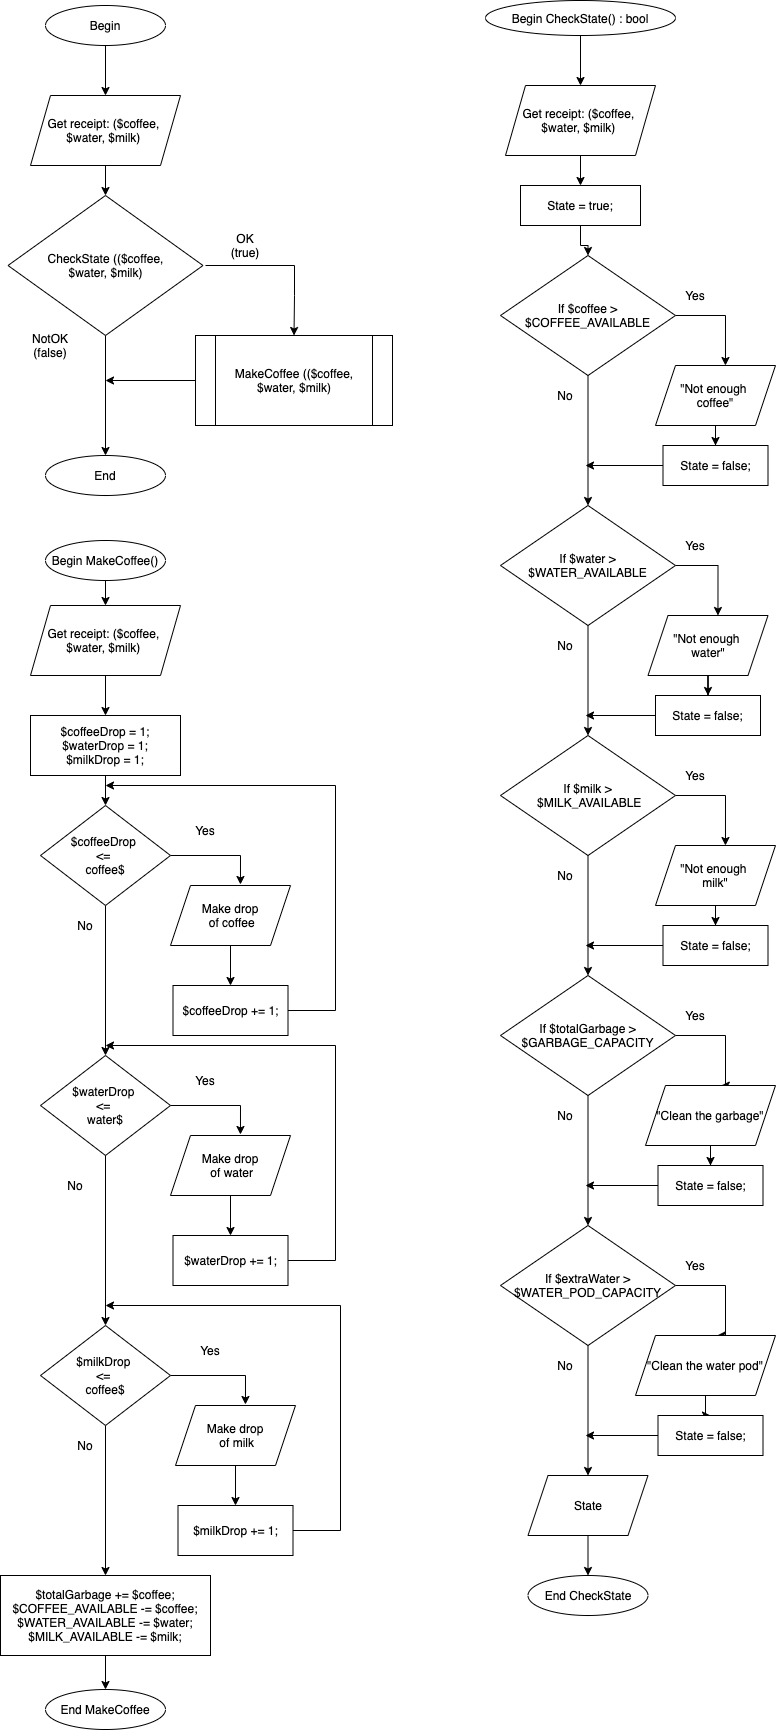 Begin
Get receipt: ($coffee,
$water, $milk)
CheckState (($coffee,
$water, $milk)
OK
(true)
NotOK
(false)
MakeCoffee (($coffee,
$water, $milk)
End
Begin MakeCoffee()
Get receipt: ($coffee,
$water, $milk)
$coffeeDrop = 1;
$waterDrop = 1;
$milkDrop = 1;
$coffeeDrop
<=
coffee$
Yes
Make drop
of coffee
No
$coffeeDrop += 1;
$waterDrop
<=
water$
Yes
Make drop
of water
No
$waterDrop += 1;
$milkDrop
<=
coffee$
Yes
Make drop
of milk
No
$milkDrop += 1;
$totalGarbage += $coffee;
$COFFEE_AVAILABLE -= $coffee;
$WATER_AVAILABLE -= $water;
$MILK_AVAILABLE -= $milk;
End MakeCoffee
Begin CheckState() : bool
Get receipt: ($coffee,
$water, $milk)
State = true;
If $coffee >
$COFFEE_AVAILABLE
Yes
"Not enough
coffee"
No
State = false;
If $water >
$WATER_AVAILABLE
Yes
"Not enough
water"
No
State = false;
If $milk >
$MILK_AVAILABLE
Yes
"Not enough
milk"
No
State = false;
If $totalGarbage >
$GARBAGE_CAPACITY
Yes
"Clean the garbage"
No
State = false;
If $extraWater >
$WATER_POD_CAPACITY
Yes
"Clean the water pod"
No
State = false;
State
End CheckState